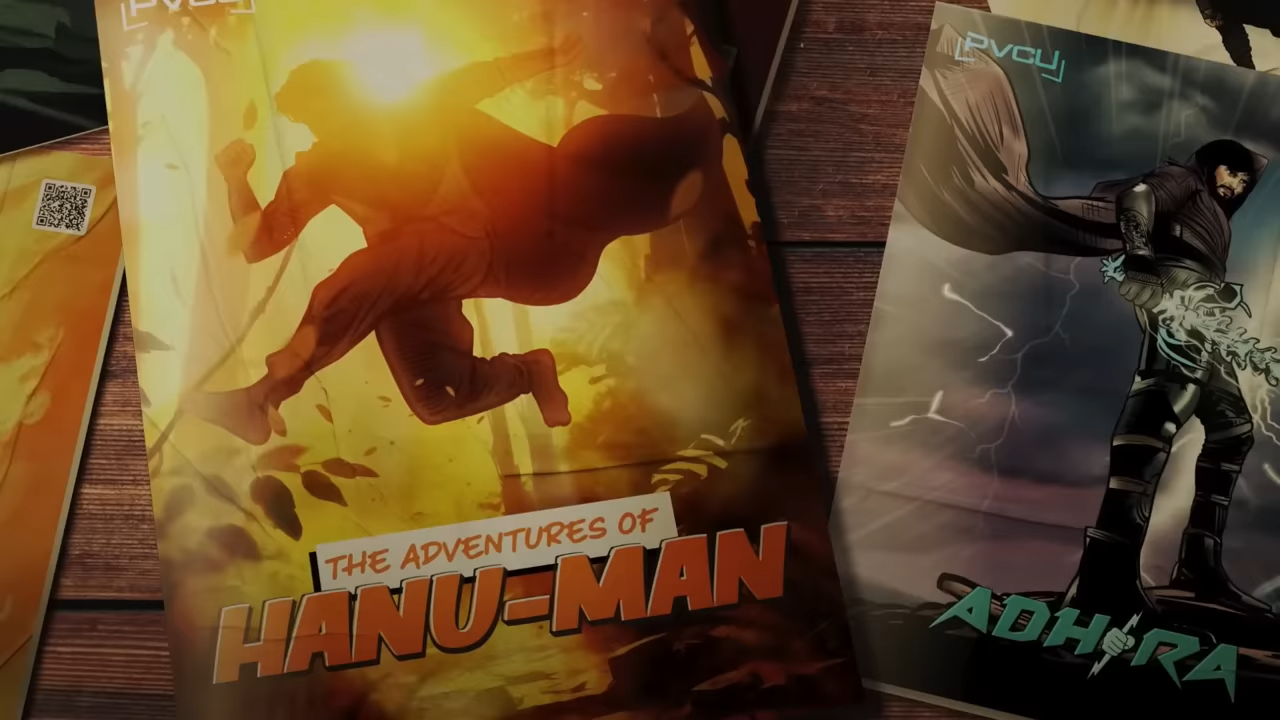 PVCU
THE ADVENTURES OF
HANU-MAN
PVCU
ADHIRA